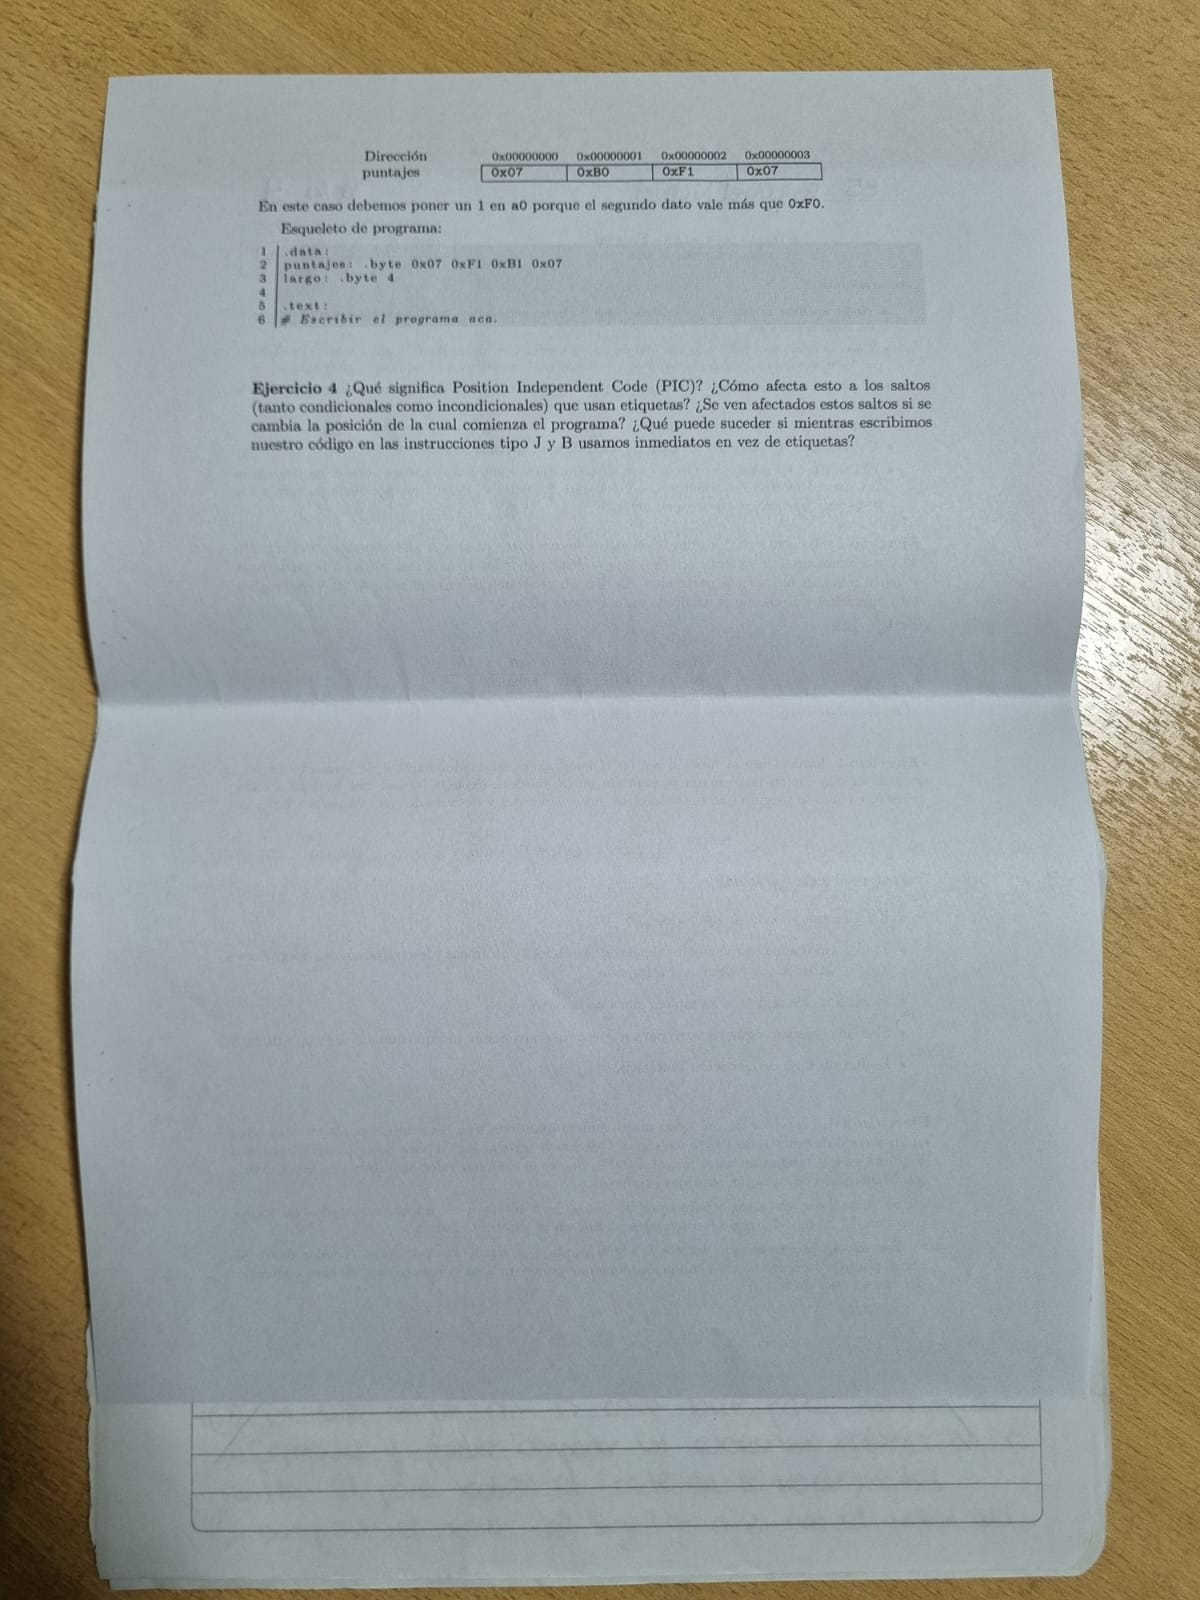 Dirección 0x00000000 0x00000001 0x00000002 0x00000003
puntajes 0x07 0xB0 0xF1 0x07
En este caso debemos poner un 1 en a0 porque el segundo dato vale más que 0xF0.
Esqueleto de programa:
1 .data:
2 puntajes: .byte 0x07 0xF1 0xB1 0x07
3 largo: .byte 4
4
5 .text:
6 # Escribir el programa aca.
Ejercicio 4 ¿Qué significa Position Independent Code (PIC)? ¿Cómo afecta esto a los saltos
(tanto condicionales como incondicionales) que usan etiquetas? ¿Se ven afectados estos saltos si se
cambia la posición de la cual comienza el programa? ¿Qué puede suceder si mientras escribimos
nuestro código en las instrucciones tipo J y B usamos inmediatos en vez de etiquetas?